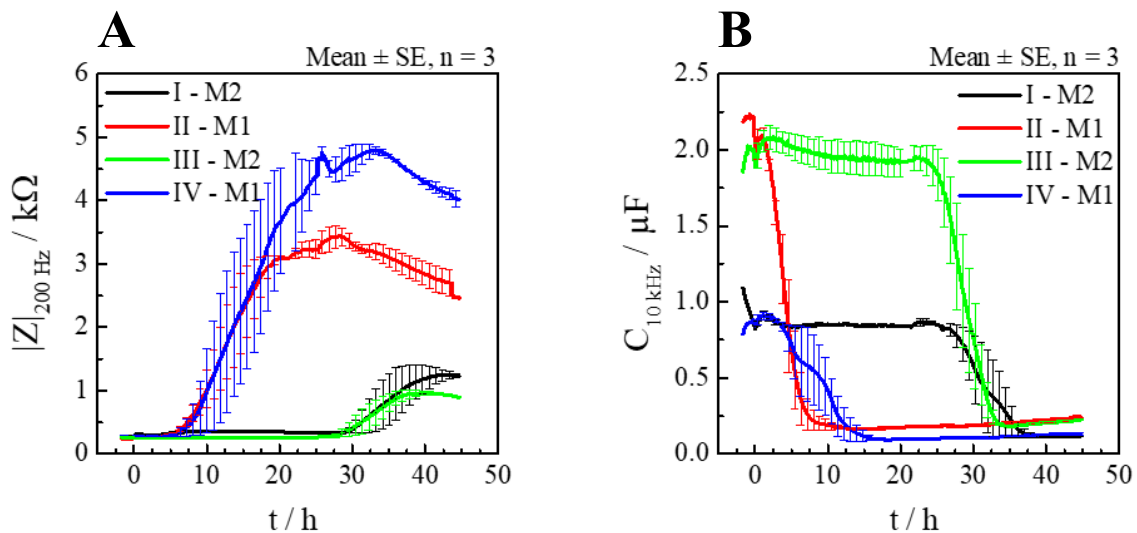 A
Mean ± SE, n = 3
6
5
4
3
2
1
0
I - M2
II - M1
III - M2
IV - M1
|Z|200 Hz / kΩ
0 10 20 30 40 50
t / h
B
Mean ± SE, n = 3
2.5
2.0
1.5
1.0
0.5
0.0
I - M2
II - M1
III - M2
IV - M1
C10 kHz / µF
0 10 20 30 40 50
t / h